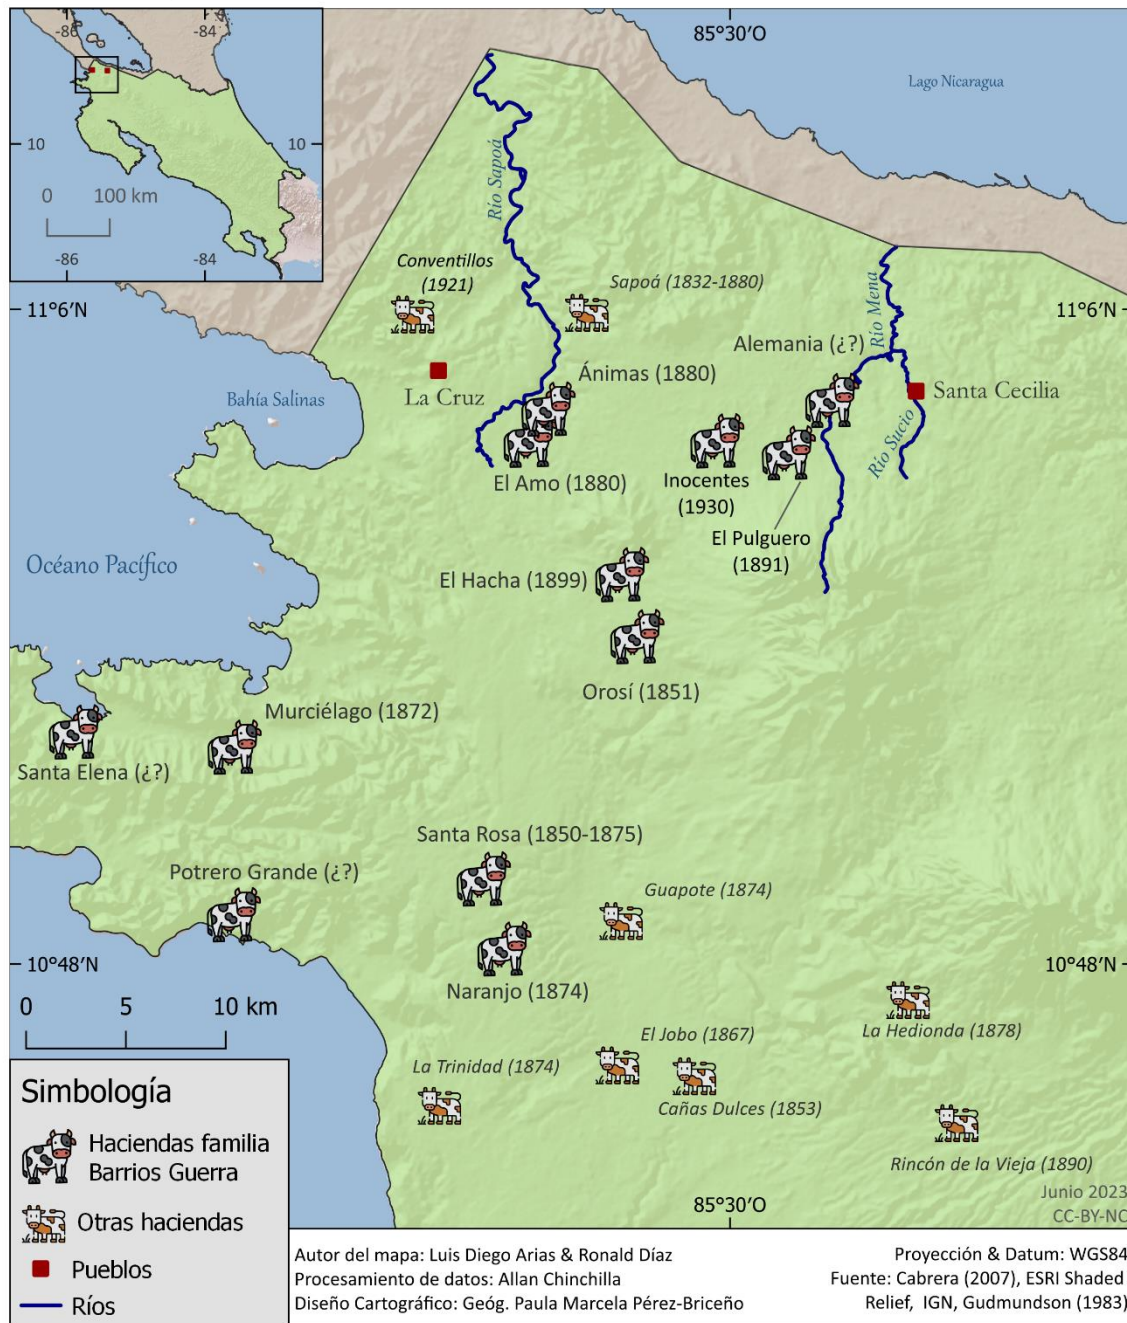 -86
-84
10
10
0
100 km
-86
-84
85°30′O
Lago Nicaragua
Río Sapoá
Conventillos
(1921)
Sapoá (1832-1880)
11°6′N
11°6′N
Río Mena
Alemania (¿?)
Ánimas (1880)
La Cruz
Bahía Salinas
Santa Cecilia
Río Sucio
El Amo (1880)
Inocentes
(1930)
El Pulguero
(1891)
Océano Pacífico
El Hacha (1899)
Orosí (1851)
Murciélago (1872)
Santa Elena (¿?)
Santa Rosa (1850-1875)
Potrero Grande (¿?)
Guapote (1874)
10°48′N
10°48′N
Naranjo (1874)
0
5
10 km
La Hedionda (1878)
El Jobo (1867)
La Trinidad (1874)
Cañas Dulces (1853)
Rincón de la Vieja (1890)
85°30′O
Junio 2023
CC-BY-NC
Simbología
Haciendas familia
Barrios Guerra
Otras haciendas
Pueblos
Ríos
Autor del mapa: Luis Diego Arias & Ronald Díaz
Procesamiento de datos: Allan Chinchilla
Diseño Cartográfico: Geóg. Paula Marcela Pérez-Briceño
Proyección & Datum: WGS84
Fuente: Cabrera (2007), ESRI Shaded
Relief, IGN, Gudmundson (1983)